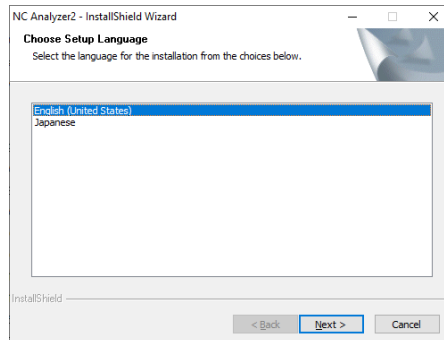 NC Analyzer2 - InstallShield Wizard
Choose Setup Language
Select the language for the installation from the choices below.
English (United States)
Japanese
InstallShield
< Back
Next >
Cancel